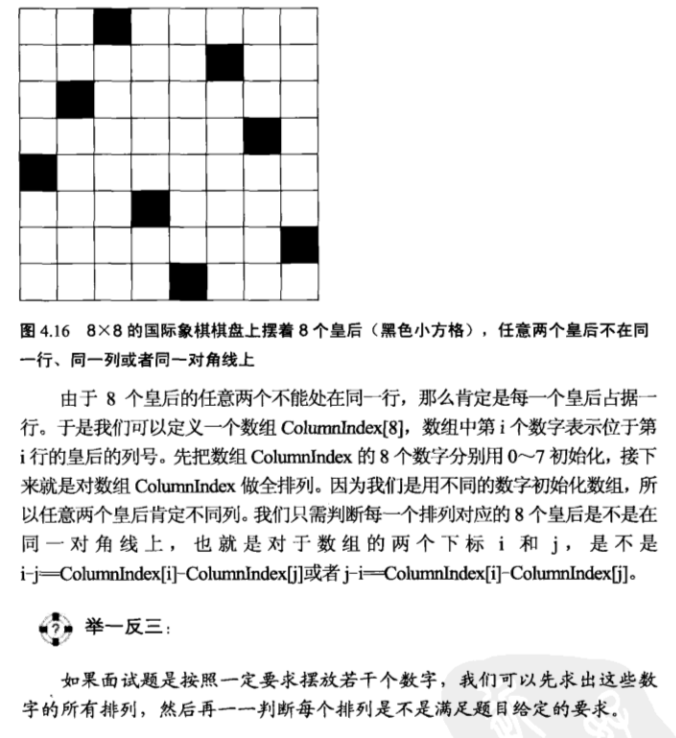 图 4.16 8×8 的国际象棋棋盘上摆着 8 个皇后（黑色小方格），任意两个皇后不在同
一行、同一列或者同一对角线上
由于 8 个皇后的任意两个不能处在同一行，那么肯定是每一个皇后占据一
行。于是我们可以定义一个数组 ColumnIndex[8]，数组中第 i 个数字表示位于第
i 行的皇后的列号。先把数组 ColumnIndex 的 8 个数字分别用 0～7 初始化，接下
来就是对数组 ColumnIndex 做全排列。因为我们是用不同的数字初始化数组，所
以任意两个皇后肯定不同列。我们只需判断每一个排列对应的 8 个皇后是不是在
同一对角线上，也就是对于数组的两个下标 i 和 j，是不是
i-j==ColumnIndex[i]-ColumnIndex[j]或者 j-i==ColumnIndex[i]-ColumnIndex[j]。
举一反三：
如果面试题是按照一定要求摆放若干个数字，我们可以先求出这些数
字的所有排列，然后再一一判断每个排列是不是满足题目给定的要求。